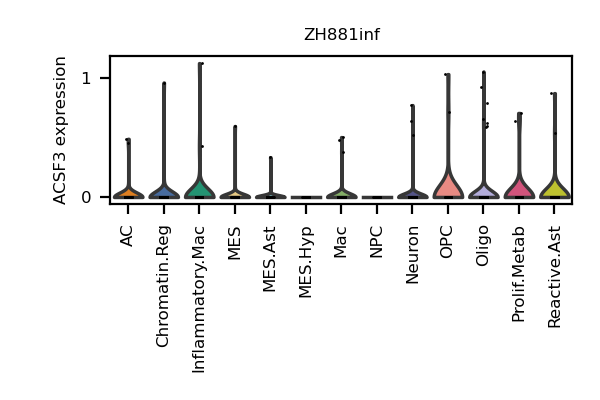 ZH881inf
ACSF3 expression
1
0
AC
Chromatin.Reg
Inflammatory.Mac
MES
MES.Ast
MES.Hyp
Mac
NPC
Neuron
OPC
Oligo
Prolif.Metab
Reactive.Ast